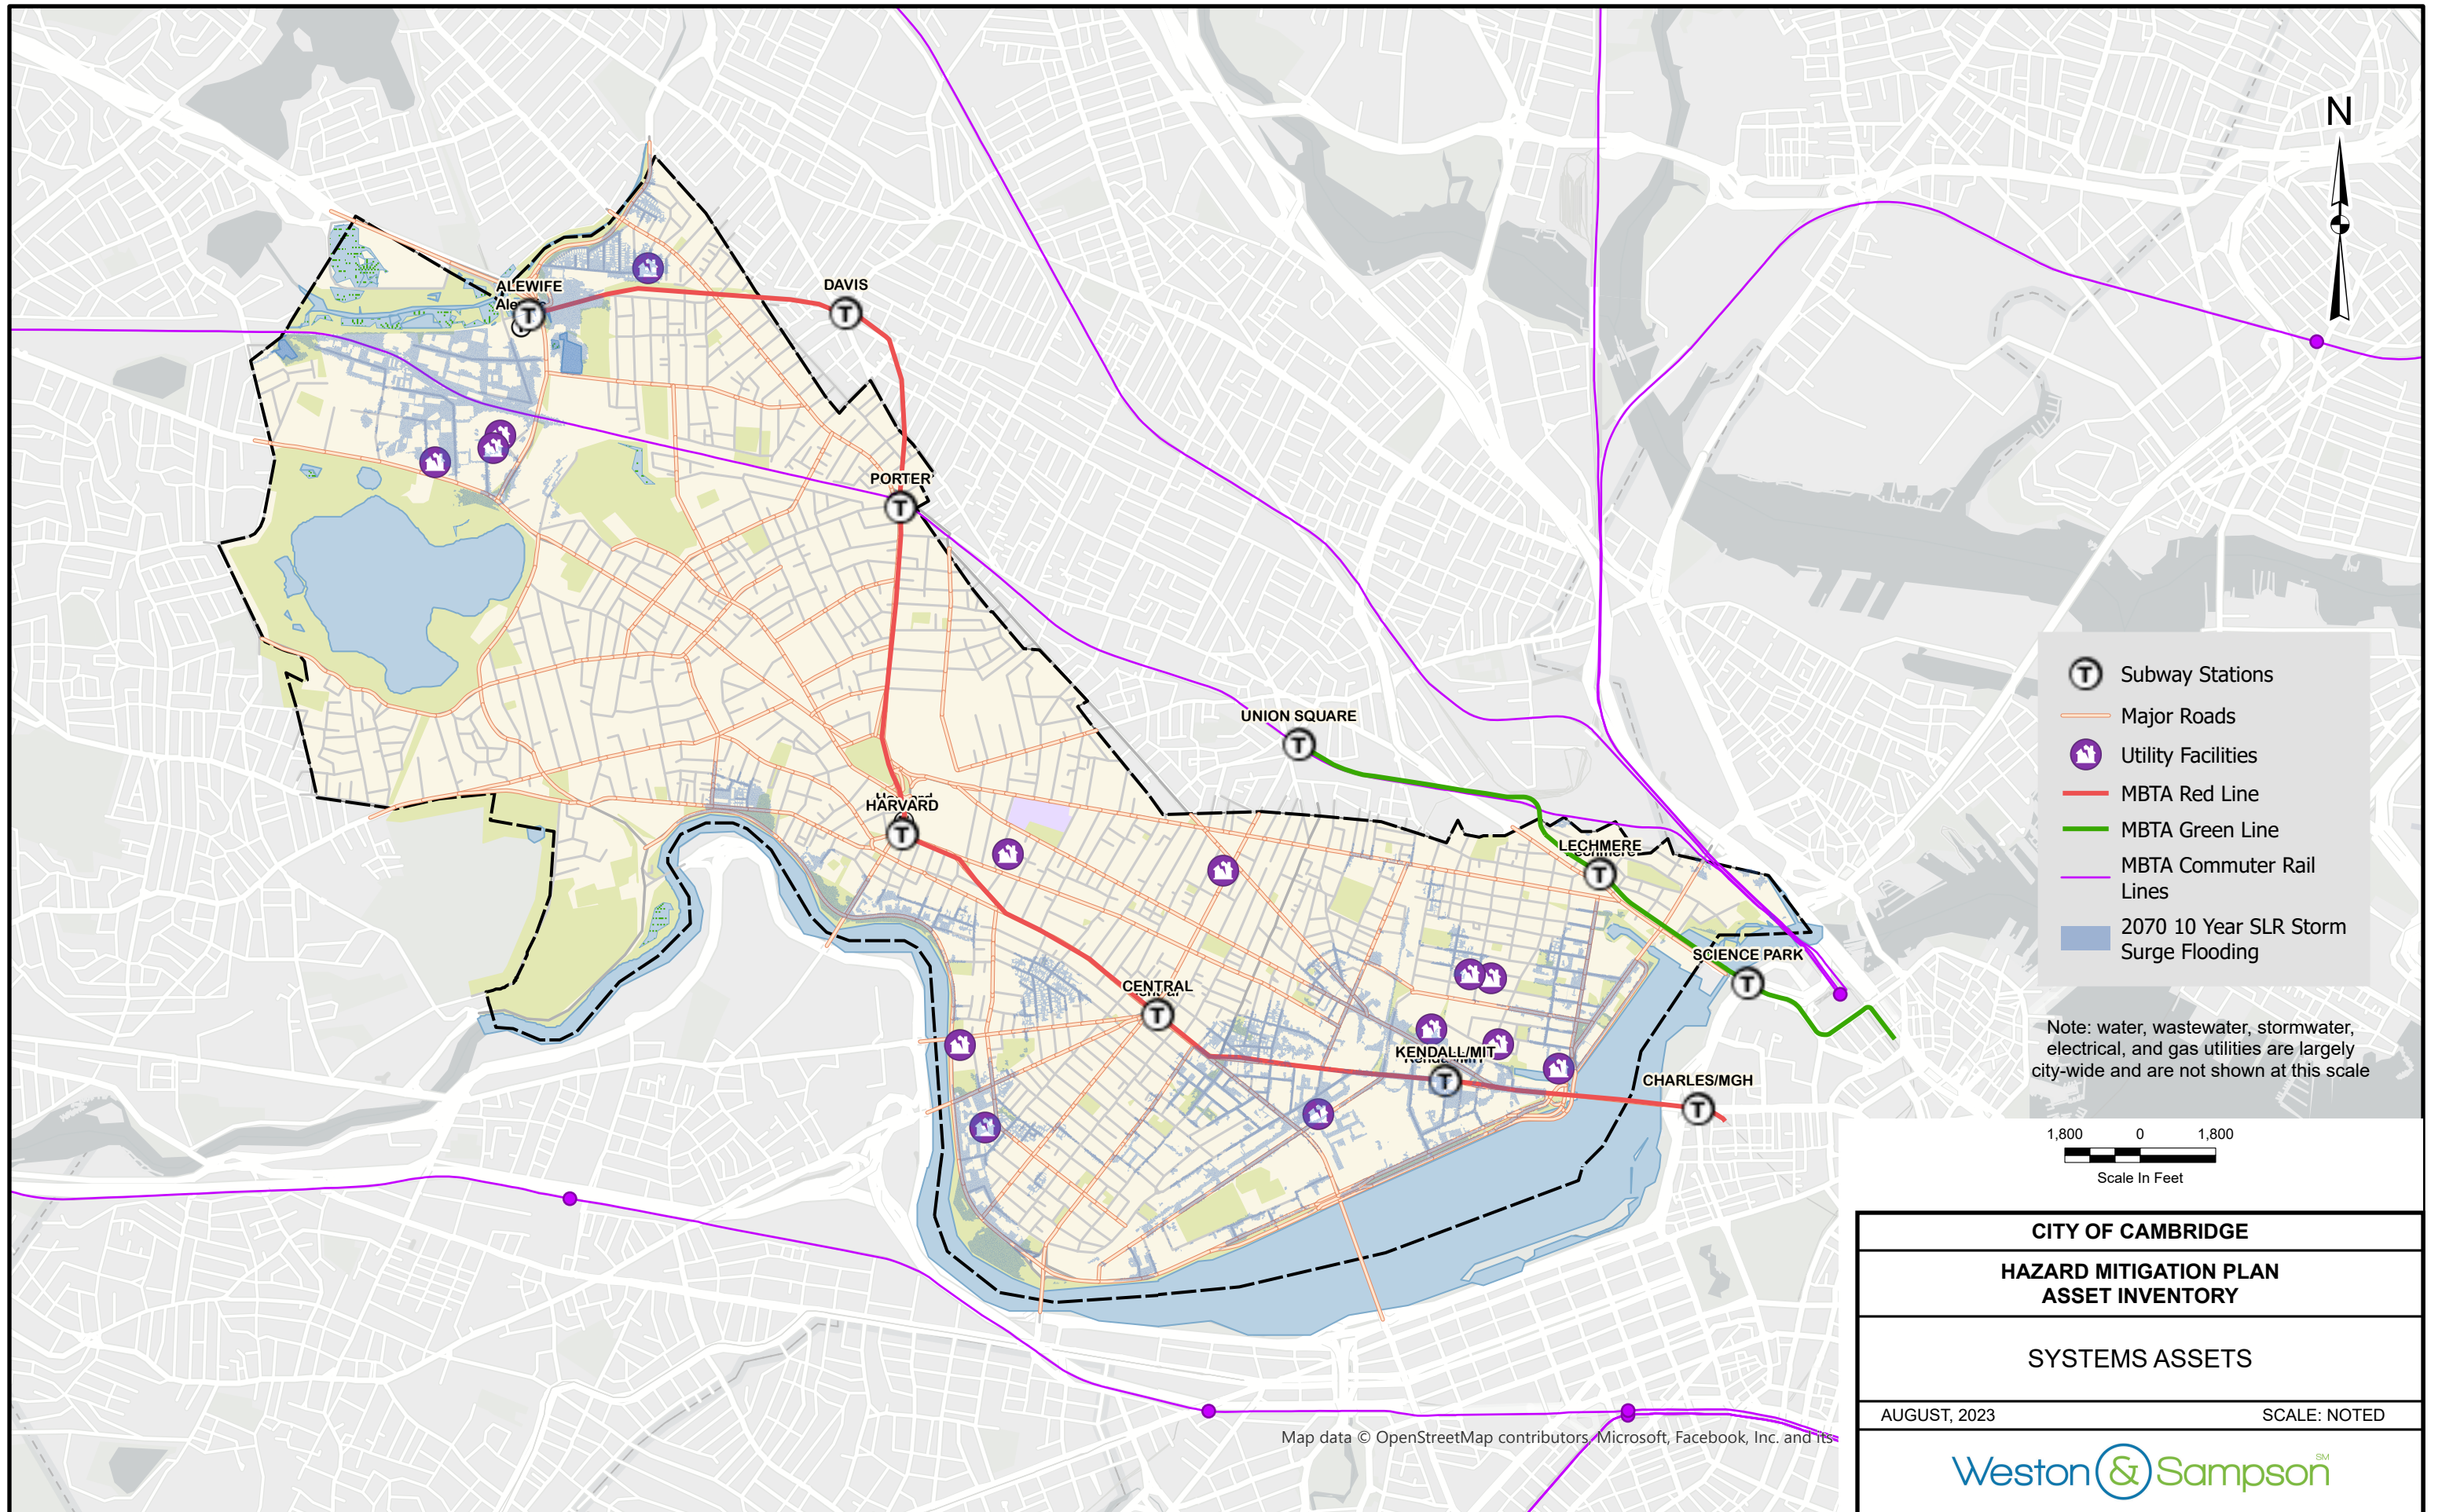 N
ALEWIFE
DAVIS
PORTER
HARVARD
UNION SQUARE
LECHMERE
SCIENCE PARK
CENTRAL
KENDALL/MIT
CHARLES/MGH
Subway Stations
Major Roads
Utility Facilities
MBTA Red Line
MBTA Green Line
MBTA Commuter Rail
Lines
2070 10 Year SLR Storm
Surge Flooding
Note: water, wastewater, stormwater,
electrical, and gas utilities are largely
city-wide and are not shown at this scale
1,800 0 1,800
Scale In Feet
CITY OF CAMBRIDGE
HAZARD MITIGATION PLAN
ASSET INVENTORY
SYSTEMS ASSETS
AUGUST, 2023 SCALE: NOTED
Weston & Sampson SM
Map data © OpenStreetMap contributors, Microsoft, Facebook, Inc. and its